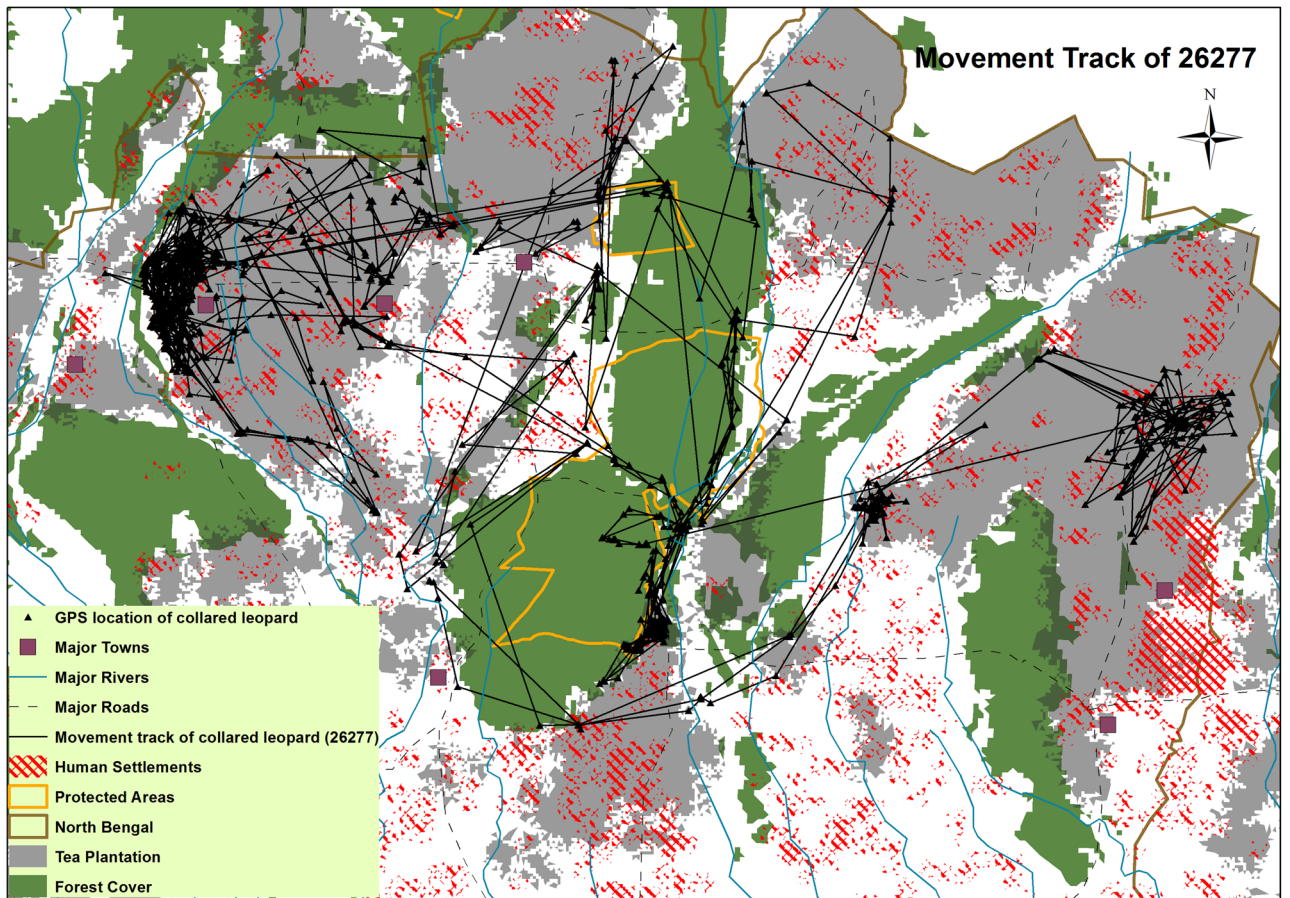 Movement Track of 26277
N
GPS location of collared leopard
Major Towns
Major Rivers
Major Roads
Movement track of collared leopard (26277)
Human Settlements
Protected Areas
North Bengal
Tea Plantation
Forest Cover